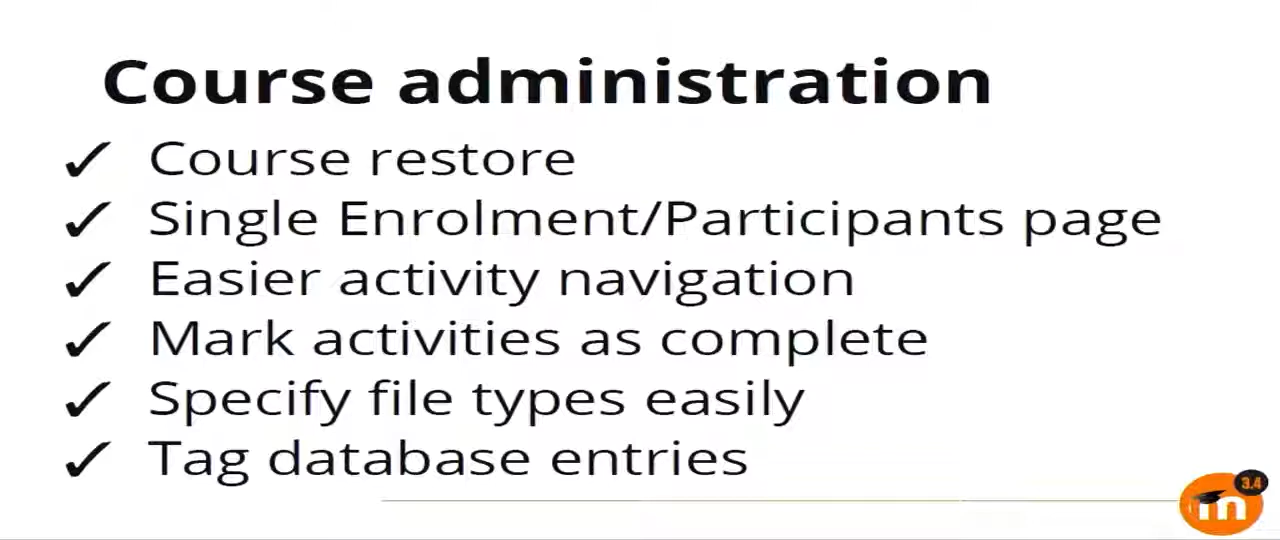 Course administration
✓ Course restore
✓ Single Enrolment/Participants page
✓ Easier activity navigation
✓ Mark activities as complete
✓ Specify file types easily
✓ Tag database entries
3.4
m